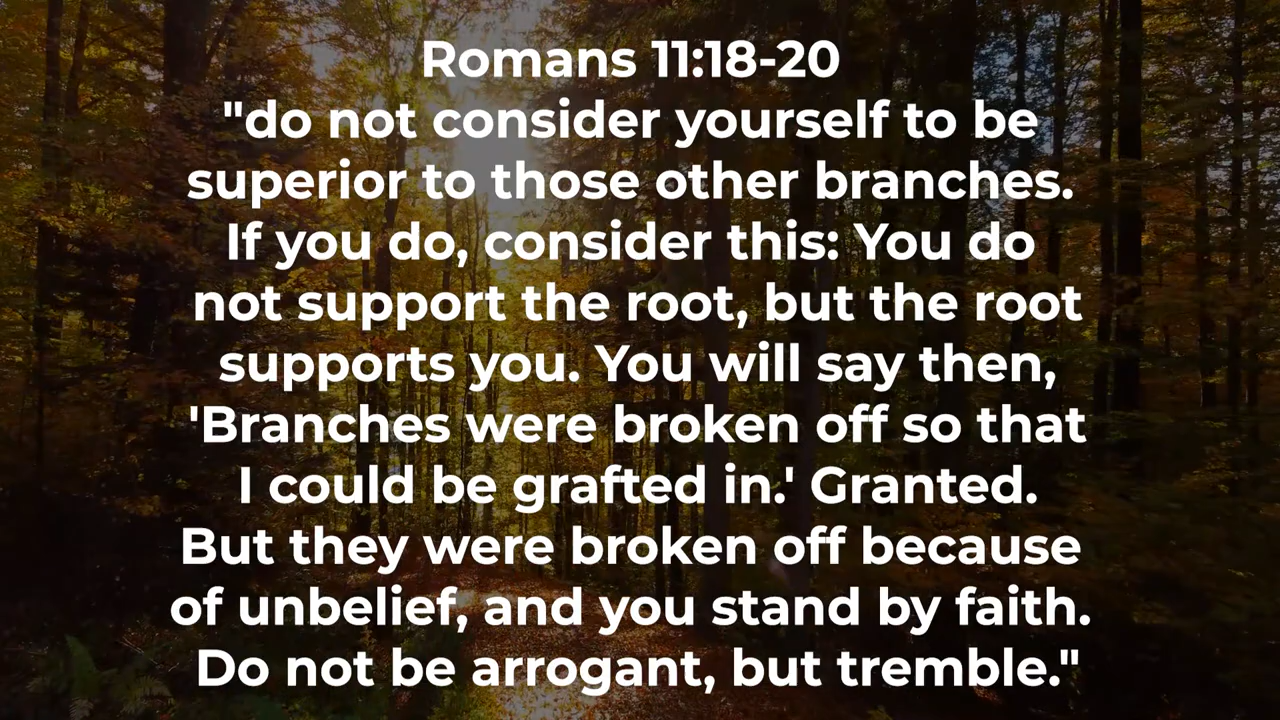 Romans 11:18-20
"do not consider yourself to be
superior to those other branches.
If you do, consider this: You do
not support the root, but the root
supports you. You will say then,
'Branches were broken off so that
I could be grafted in.' Granted.
But they were broken off because
of unbelief, and you stand by faith.
Do not be arrogant, but tremble."